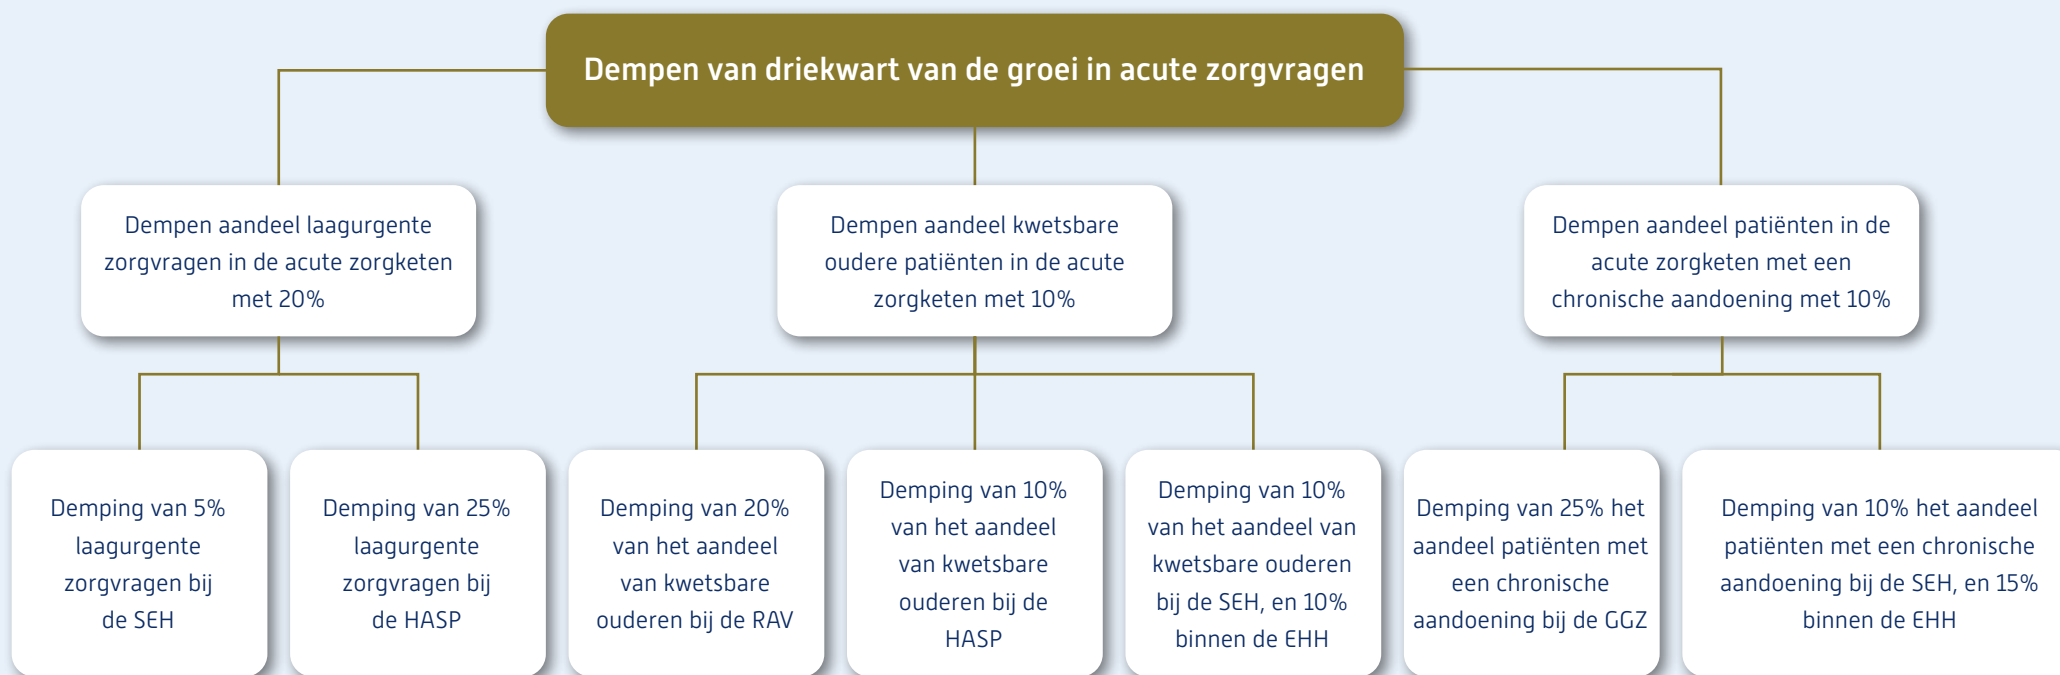 Dempen van driekwart van de groei in acute zorgvragen
Dempen aandeel laagurgente
zorgvragen in de acute zorgketen
met 20%
Dempen aandeel kwetsbare
oudere patiënten in de acute
zorgketen met 10%
Dempen aandeel patiënten in de
acute zorgketen met een
chronische aandoening met 10%
Demping van 5%
laagurgente
zorgvragen bij
de SEH
Demping van 25%
laagurgente
zorgvragen bij
de HASP
Demping van 20%
van het aandeel
van kwetsbare
ouderen bij de RAV
Demping van 10%
van het aandeel
van kwetsbare
ouderen bij de
HASP
Demping van 10%
van het aandeel van
kwetsbare ouderen
bij de SEH, en 10%
binnen de EHH
Demping van 25% het
aandeel patiënten met
een chronische
aandoening bij de GGZ
Demping van 10% het aandeel
patiënten met een chronische
aandoening bij de SEH, en 15%
binnen de EHH